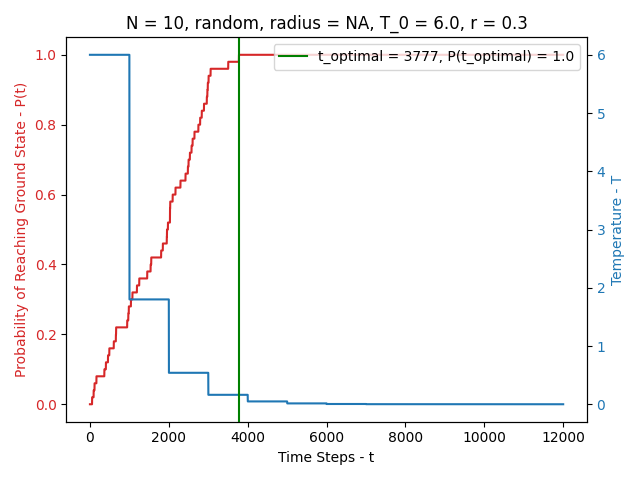 N = 10, random, radius = NA, T_0 = 6.0, r = 0.3
t_optimal = 3777, P(t_optimal) = 1.0
Probability of Reaching Ground State - P(t)
1.0
0.8
0.6
0.4
0.2
0.0
Temperature - T
6
5
4
3
2
1
0
0 2000 4000 6000 8000 10000 12000
Time Steps - t